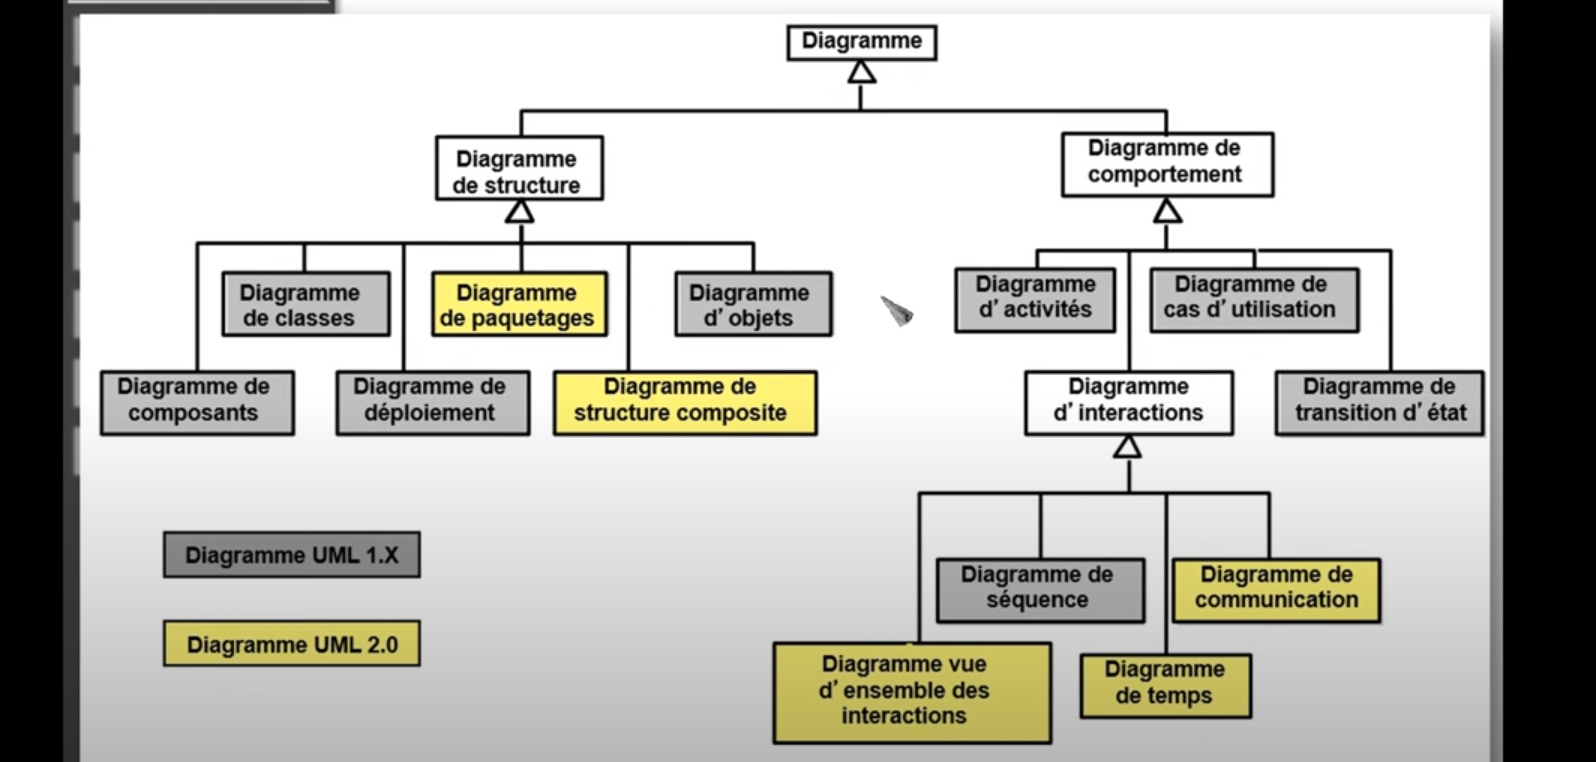 Diagramme
Diagramme
de structure
Diagramme de
comportement
Diagramme
de classes
Diagramme
de paquetages
Diagramme
d' objets
Diagramme
d' activités
Diagramme de
cas d' utilisation
Diagramme de
composants
Diagramme de
déploiement
Diagramme de
structure composite
Diagramme
d' interactions
Diagramme de
transition d' état
Diagramme UML 1.X
Diagramme de
séquence
Diagramme de
communication
Diagramme UML 2.0
Diagramme vue
d' ensemble des
interactions
Diagramme
de temps